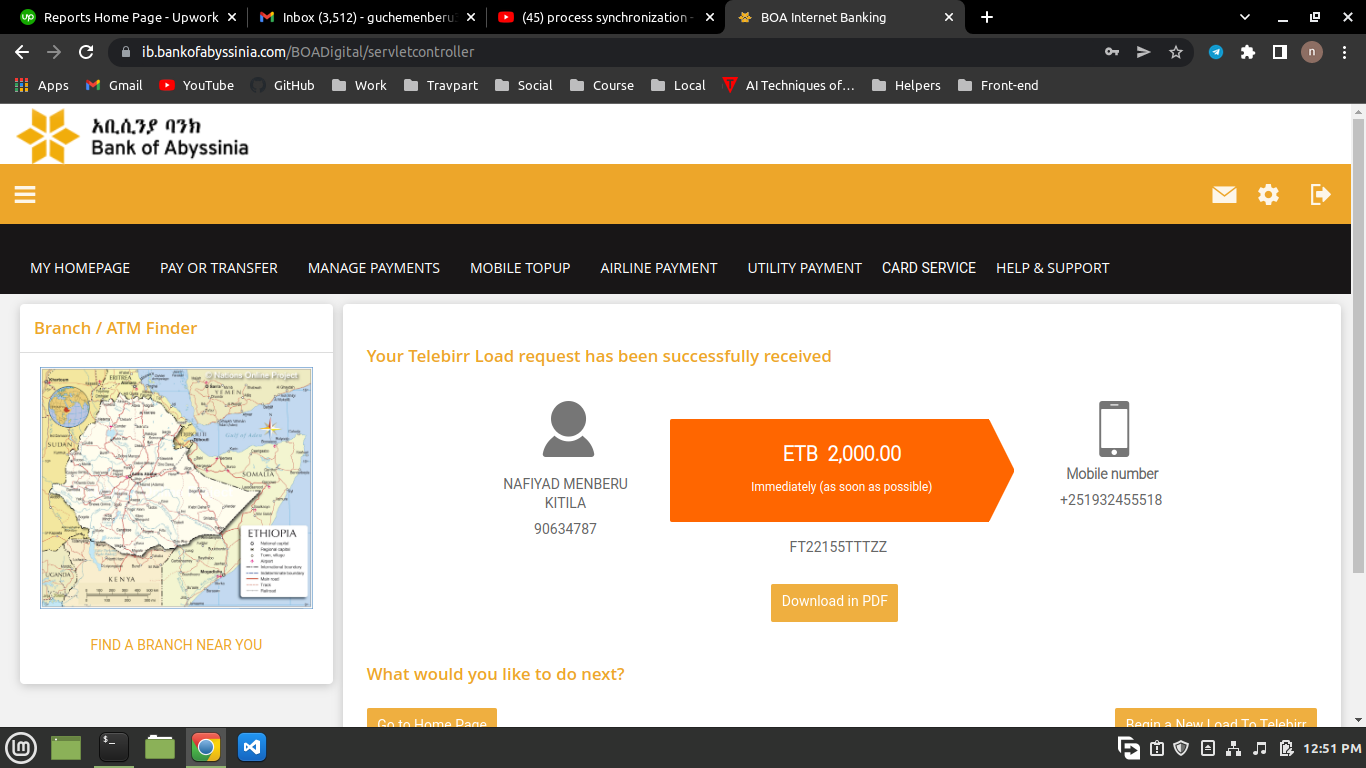 Reports Home Page - Upwork
Inbox (3,512) - guchemenberu
(45) process synchronization -
BOA Internet Banking
ib.bankofabyssinia.com/BOADigital/servletcontroller
n
Apps
Gmail
YouTube
GitHub
Work
Travpart
Social
Course
Local
AI Techniques of…
Helpers
Front-end
አቢሲንያ ባንክ
Bank of Abyssinia
MY HOMEPAGE
PAY OR TRANSFER
MANAGE PAYMENTS
MOBILE TOPUP
AIRLINE PAYMENT
UTILITY PAYMENT
CARD SERVICE
HELP & SUPPORT
Branch / ATM Finder
© Nations Online Project
ERITREA
YEMEN
SUDAN
SOMALIA
ETHIOPIA
UGANDA
KENYA
FIND A BRANCH NEAR YOU
Your Telebirr Load request has been successfully received
NAFIYAD MENBERU
KITILA
90634787
ETB 2,000.00
Immediately (as soon as possible)
FT22155TTTZZ
Mobile number
+251932455518
Download in PDF
What would you like to do next?
Go to Home Page
Begin a New Load To Telebirr
12:51 PM